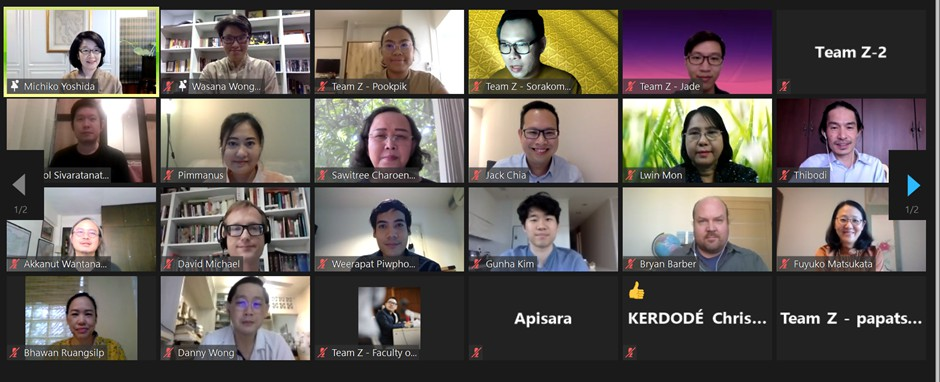 Michiko Yoshida
Wasana Wong...
Team Z - Pookpik
Team Z - Sorakom...
Team Z - Jade
Team Z-2
ol Sivaratanat...
Pimmanus
Sawitree Charoen...
Jack Chia
Lwin Mon
Thibodi
1/2
1/2
Akkanut Wantana...
David Michael
Weerapat Piwpho...
Gunha Kim
Bryan Barber
Fuyuko Matsukata
Bhawan Ruangsilp
Danny Wong
Team Z - Faculty o...
Apisara
KERDODÉ Chris...
Team Z - papats...